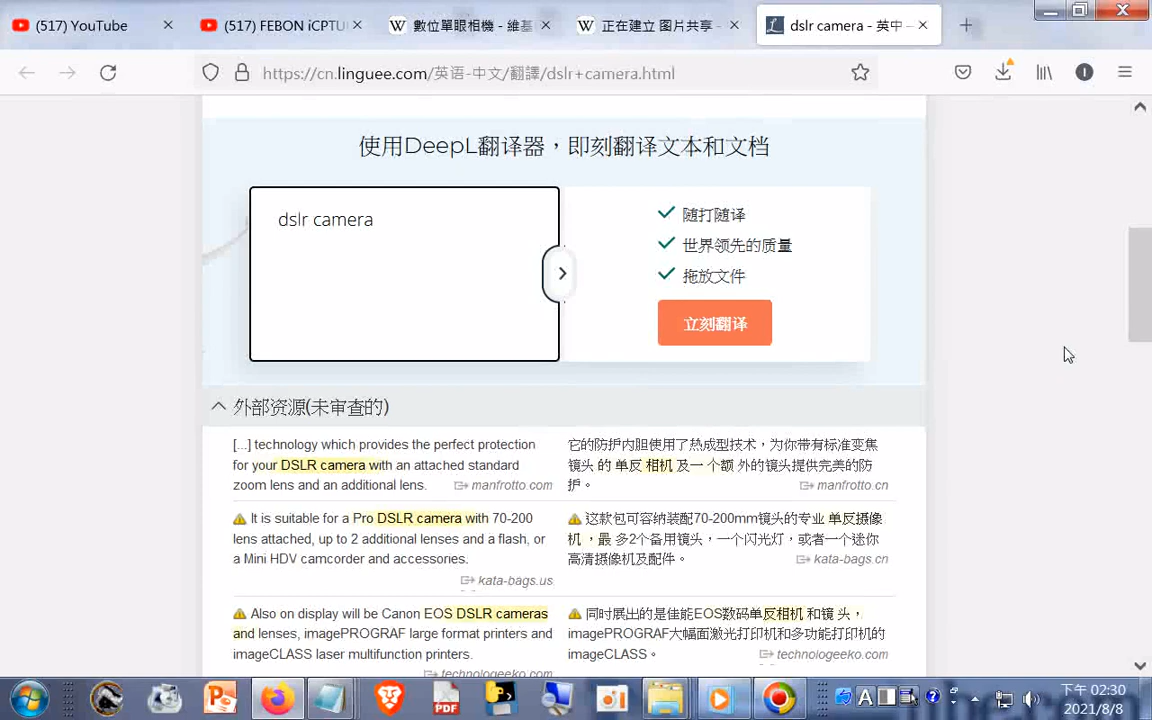 (517) YouTube
(517) FEBON iCPTU
數位單眼相機 - 維基
正在建立 图片共享 -
dslr camera - 英中 –
https://cn.linguee.com/英语-中文/翻譯/dslr+camera.html
使用DeepL翻译器，即刻翻译文本和文档
dslr camera
随打随译
世界领先的质量
拖放文件
立刻翻译
外部资源(未审查的)
[...] technology which provides the perfect protection
for your DSLR camera with an attached standard
zoom lens and an additional lens.
manfrotto.com
它的防护内胆使用了热成型技术，为你带有标准变焦
镜头 的 单反 相机 及一 个额 外的镜头提供完美的防
护。
manfrotto.cn
It is suitable for a Pro DSLR camera with 70-200
lens attached, up to 2 additional lenses and a flash, or
a Mini HDV camcorder and accessories.
kata-bags.us
这款包可容纳装配70-200mm镜头的专业 单反摄像
机 ，最 多2个备用镜头，一个闪光灯，或者一个迷你
高清摄像机及配件。
kata-bags.cn
Also on display will be Canon EOS DSLR cameras
and lenses, imagePROGRAF large format printers and
imageCLASS laser multifunction printers.
technologeeko.com
同时展出的是佳能EOS数码单反相机 和镜 头，
imagePROGRAF大幅面激光打印机和多功能打印机的
imageCLASS。
technologeeko.com
PDF
A
下午 02:30
2021/8/8